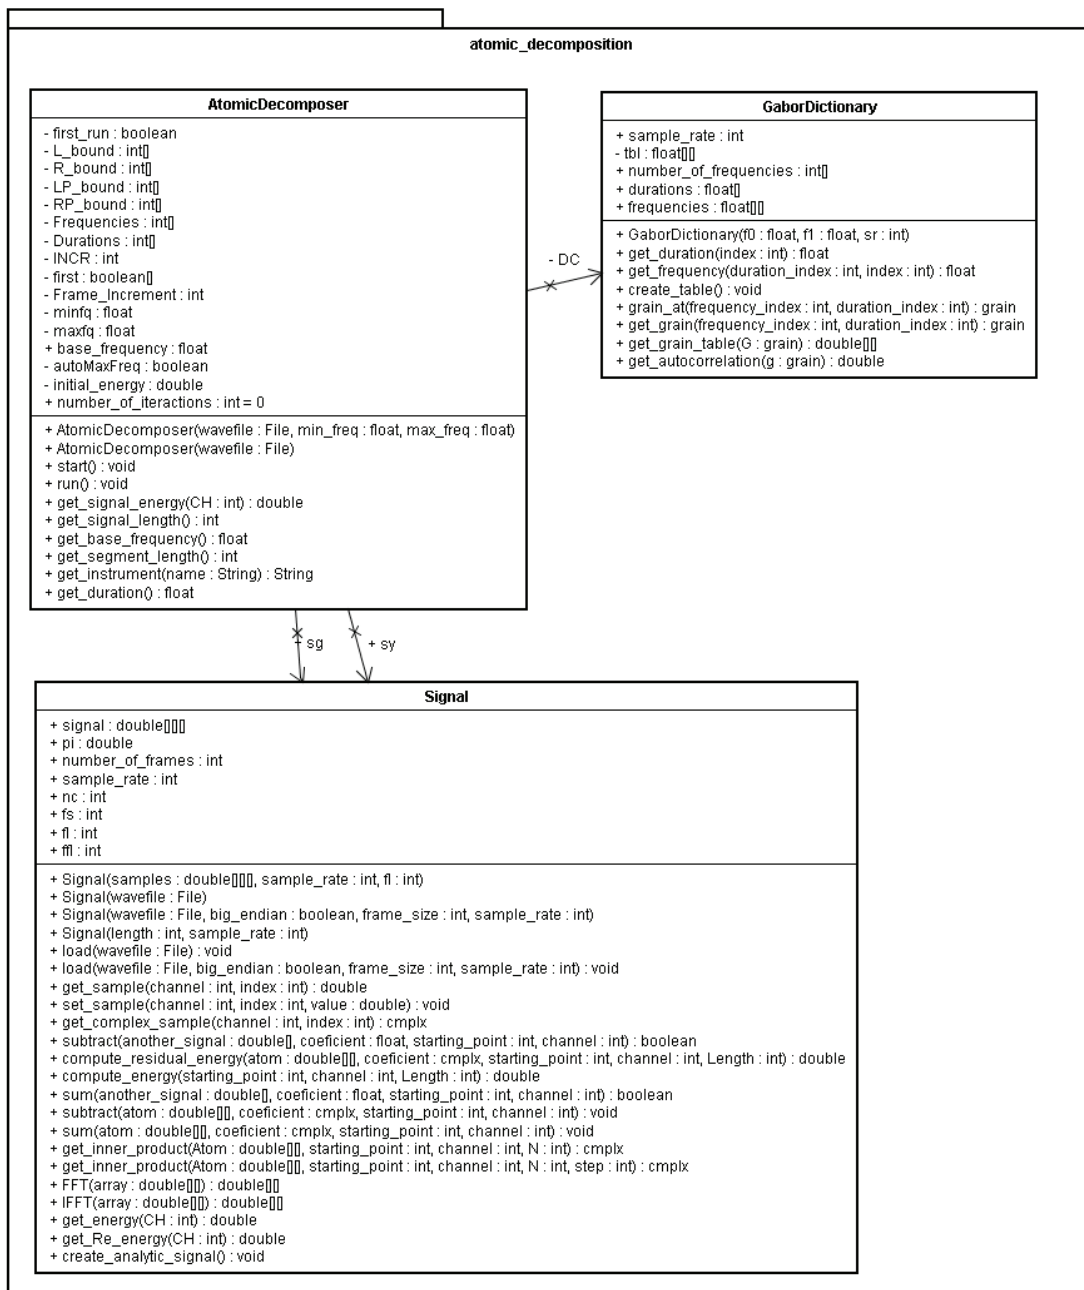 atomic_decomposition
AtomicDecomposer
- first_run : boolean
- L_bound : int[]
- R_bound : int[]
- LP_bound : int[]
- RP_bound : int[]
- Frequencies : int[]
- Durations : int[]
- INCR : int
- first : boolean[]
- Frame_Increment : int
- minfq : float
- maxfq : float
+ base_frequency : float
- autoMaxFreq : boolean
- initial_energy : double
+ number_of_iteractions : int = 0
+ AtomicDecomposer(wavefile : File, min_freq : float, max_freq : float)
+ AtomicDecomposer(wavefile : File)
+ start() : void
+ run() : void
+ get_signal_energy(CH : int) : double
+ get_signal_length() : int
+ get_base_frequency() : float
+ get_segment_length() : int
+ get_instrument(name : String) : String
+ get_duration() : float
- DC
GaborDictionary
+ sample_rate : int
- tbl : float[][]
+ number_of_frequencies : int[]
+ durations : float[]
+ frequencies : float[][]
+ GaborDictionary(f0 : float, f1 : float, sr : int)
+ get_duration(index : int) : float
+ get_frequency(duration_index : int, index : int) : float
+ create_table() : void
+ grain_at(frequency_index : int, duration_index : int) : grain
+ get_grain(frequency_index : int, duration_index : int) : grain
+ get_grain_table(G : grain) : double[][]
+ get_autocorrelation(g : grain) : double
+ sg
+ sy
Signal
+ signal : double[][][]
+ pi : double
+ number_of_frames : int
+ sample_rate : int
+ nc : int
+ fs : int
+ fl : int
+ ffl : int
+ Signal(samples : double[][][], sample_rate : int, fl : int)
+ Signal(wavefile : File)
+ Signal(wavefile : File, big_endian : boolean, frame_size : int, sample_rate : int)
+ Signal(length : int, sample_rate : int)
+ load(wavefile : File) : void
+ load(wavefile : File, big_endian : boolean, frame_size : int, sample_rate : int) : void
+ get_sample(channel : int, index : int) : double
+ set_sample(channel : int, index : int, value : double) : void
+ get_complex_sample(channel : int, index : int) : cmplx
+ subtract(another_signal : double[], coeficient : float, starting_point : int, channel : int) : boolean
+ compute_residual_energy(atom : double[][], coeficient : cmplx, starting_point : int, channel : int, Length : int) : double
+ compute_energy(starting_point : int, channel : int, Length : int) : double
+ sum(another_signal : double[], coeficient : float, starting_point : int, channel : int) : boolean
+ subtract(atom : double[][], coeficient : cmplx, starting_point : int, channel : int) : void
+ sum(atom : double[][], coeficient : cmplx, starting_point : int, channel : int) : void
+ get_inner_product(Atom : double[][], starting_point : int, channel : int, N : int) : cmplx
+ get_inner_product(Atom : double[][], starting_point : int, channel : int, N : int, step : int) : cmplx
+ FFT(array : double[][]) : double[][]
+ IFFT(array : double[][]) : double[][]
+ get_energy(CH : int) : double
+ get_Re_energy(CH : int) : double
+ create_analytic_signal() : void